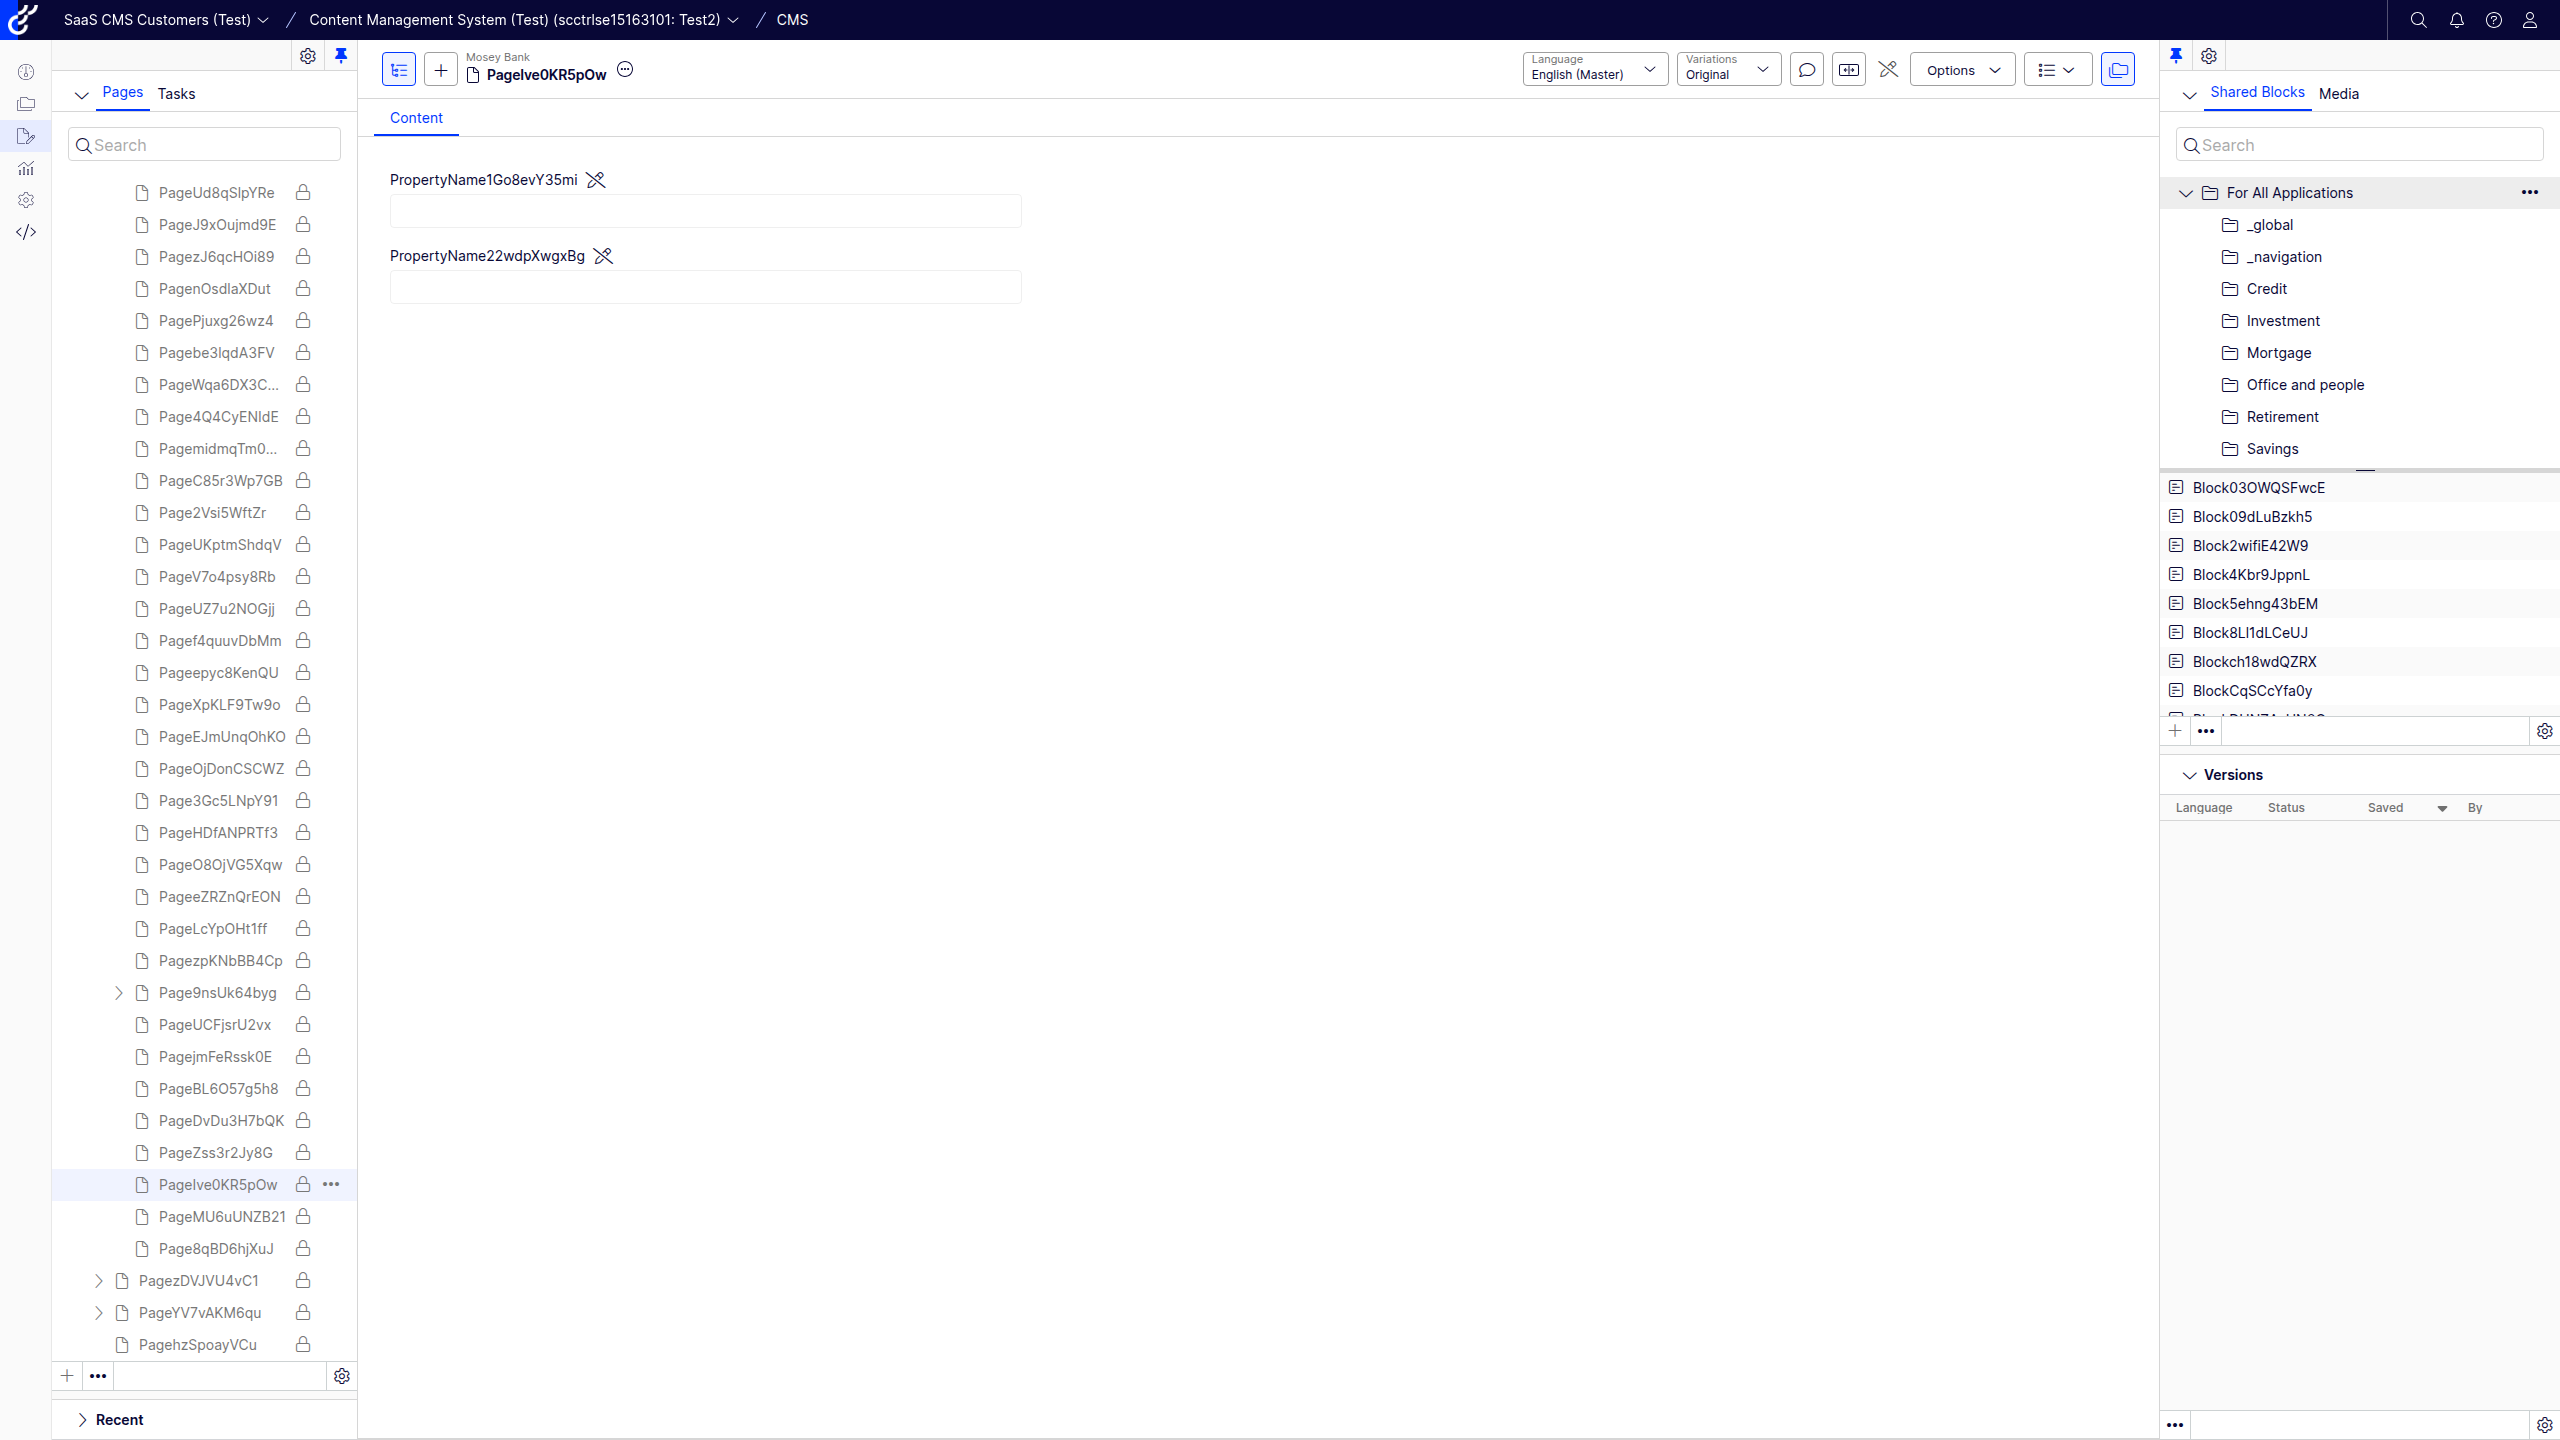 SaaS CMS Customers (Test) / Content Management System (Test) (scctrlse15163101: Test2) / CMS
Pages Tasks
Search
PageUd8qSlpYRe
PageJ9xOujmd9E
PagezJ6qcHOi89
PagenOsdlaXDut
PagePjuxg26wz4
Pagebe3lqdA3FV
PageWqa6DX3C...
Page4Q4CyENldE
PagemidmqTm0...
PageC85r3Wp7GB
Page2Vsi5WftZr
PageUKptmShdqV
PageV7o4psy8Rb
PageUZ7u2NOGjj
Pagef4quuvDbMm
Pageepyc8KenQU
PageXpKLF9Tw9o
PageEJmUnqOhKO
PageOjDonCSCWZ
Page3Gc5LNpY91
PageHDfANPRTf3
PageO8OjVG5Xqw
PageeZRZnQrEON
PageLcYpOHt1ff
PagezpKNbBB4Cp
Page9nsUk64byg
PageUCFjsrU2vx
PagejmFeRssk0E
PageBL6O57g5h8
PageDvDu3H7bQK
PageZss3r2Jy8G
PageIve0KR5pOw
PageMU6uUNZB21
Page8qBD6hjXuJ
PagezDVJVU4vC1
PageYV7vAKM6qu
PagehzSpoayVCu
Recent
Mosey Bank
PageIve0KR5pOw
Language
English (Master)
Variations
Original
Options
Content
PropertyName1Go8evY35mi
PropertyName22wdpXwgxBg
Shared Blocks Media
Search
For All Applications
_global
_navigation
Credit
Investment
Mortgage
Office and people
Retirement
Savings
Block03OWQSFwcE
Block09dLuBzkh5
Block2wifiE42W9
Block4Kbr9JppnL
Block5ehng43bEM
Block8Ll1dLCeUJ
Blockch18wdQZRX
BlockCqSCcYfa0y
Versions
Language Status Saved By